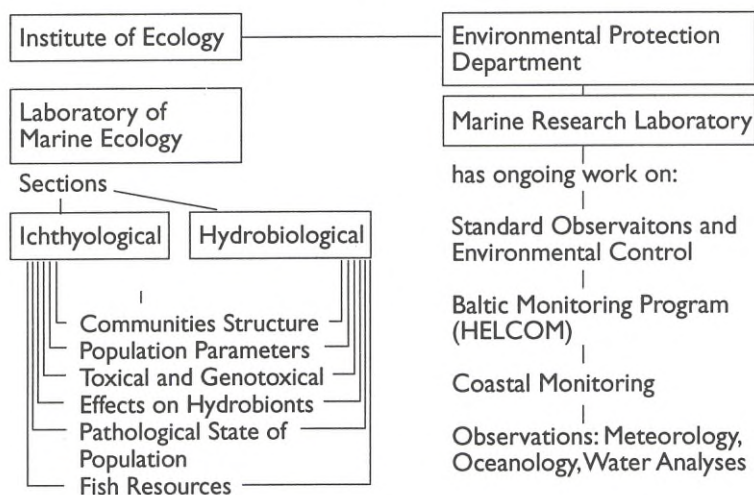 Institute of Ecology
Laboratory of
Marine Ecology
Sections
Ichthyological
Hydrobiological
Communities Structure
Population Parameters
Toxical and Genotoxical
Effects on Hydrobionts
Pathological State of
Population
Fish Resources
Environmental Protection
Department
Marine Research Laboratory
has ongoing work on:
Standard Observaitons and
Environmental Control
Baltic Monitoring Program
(HELCOM)
Coastal Monitoring
Observations: Meteorology,
Oceanology, Water Analyses